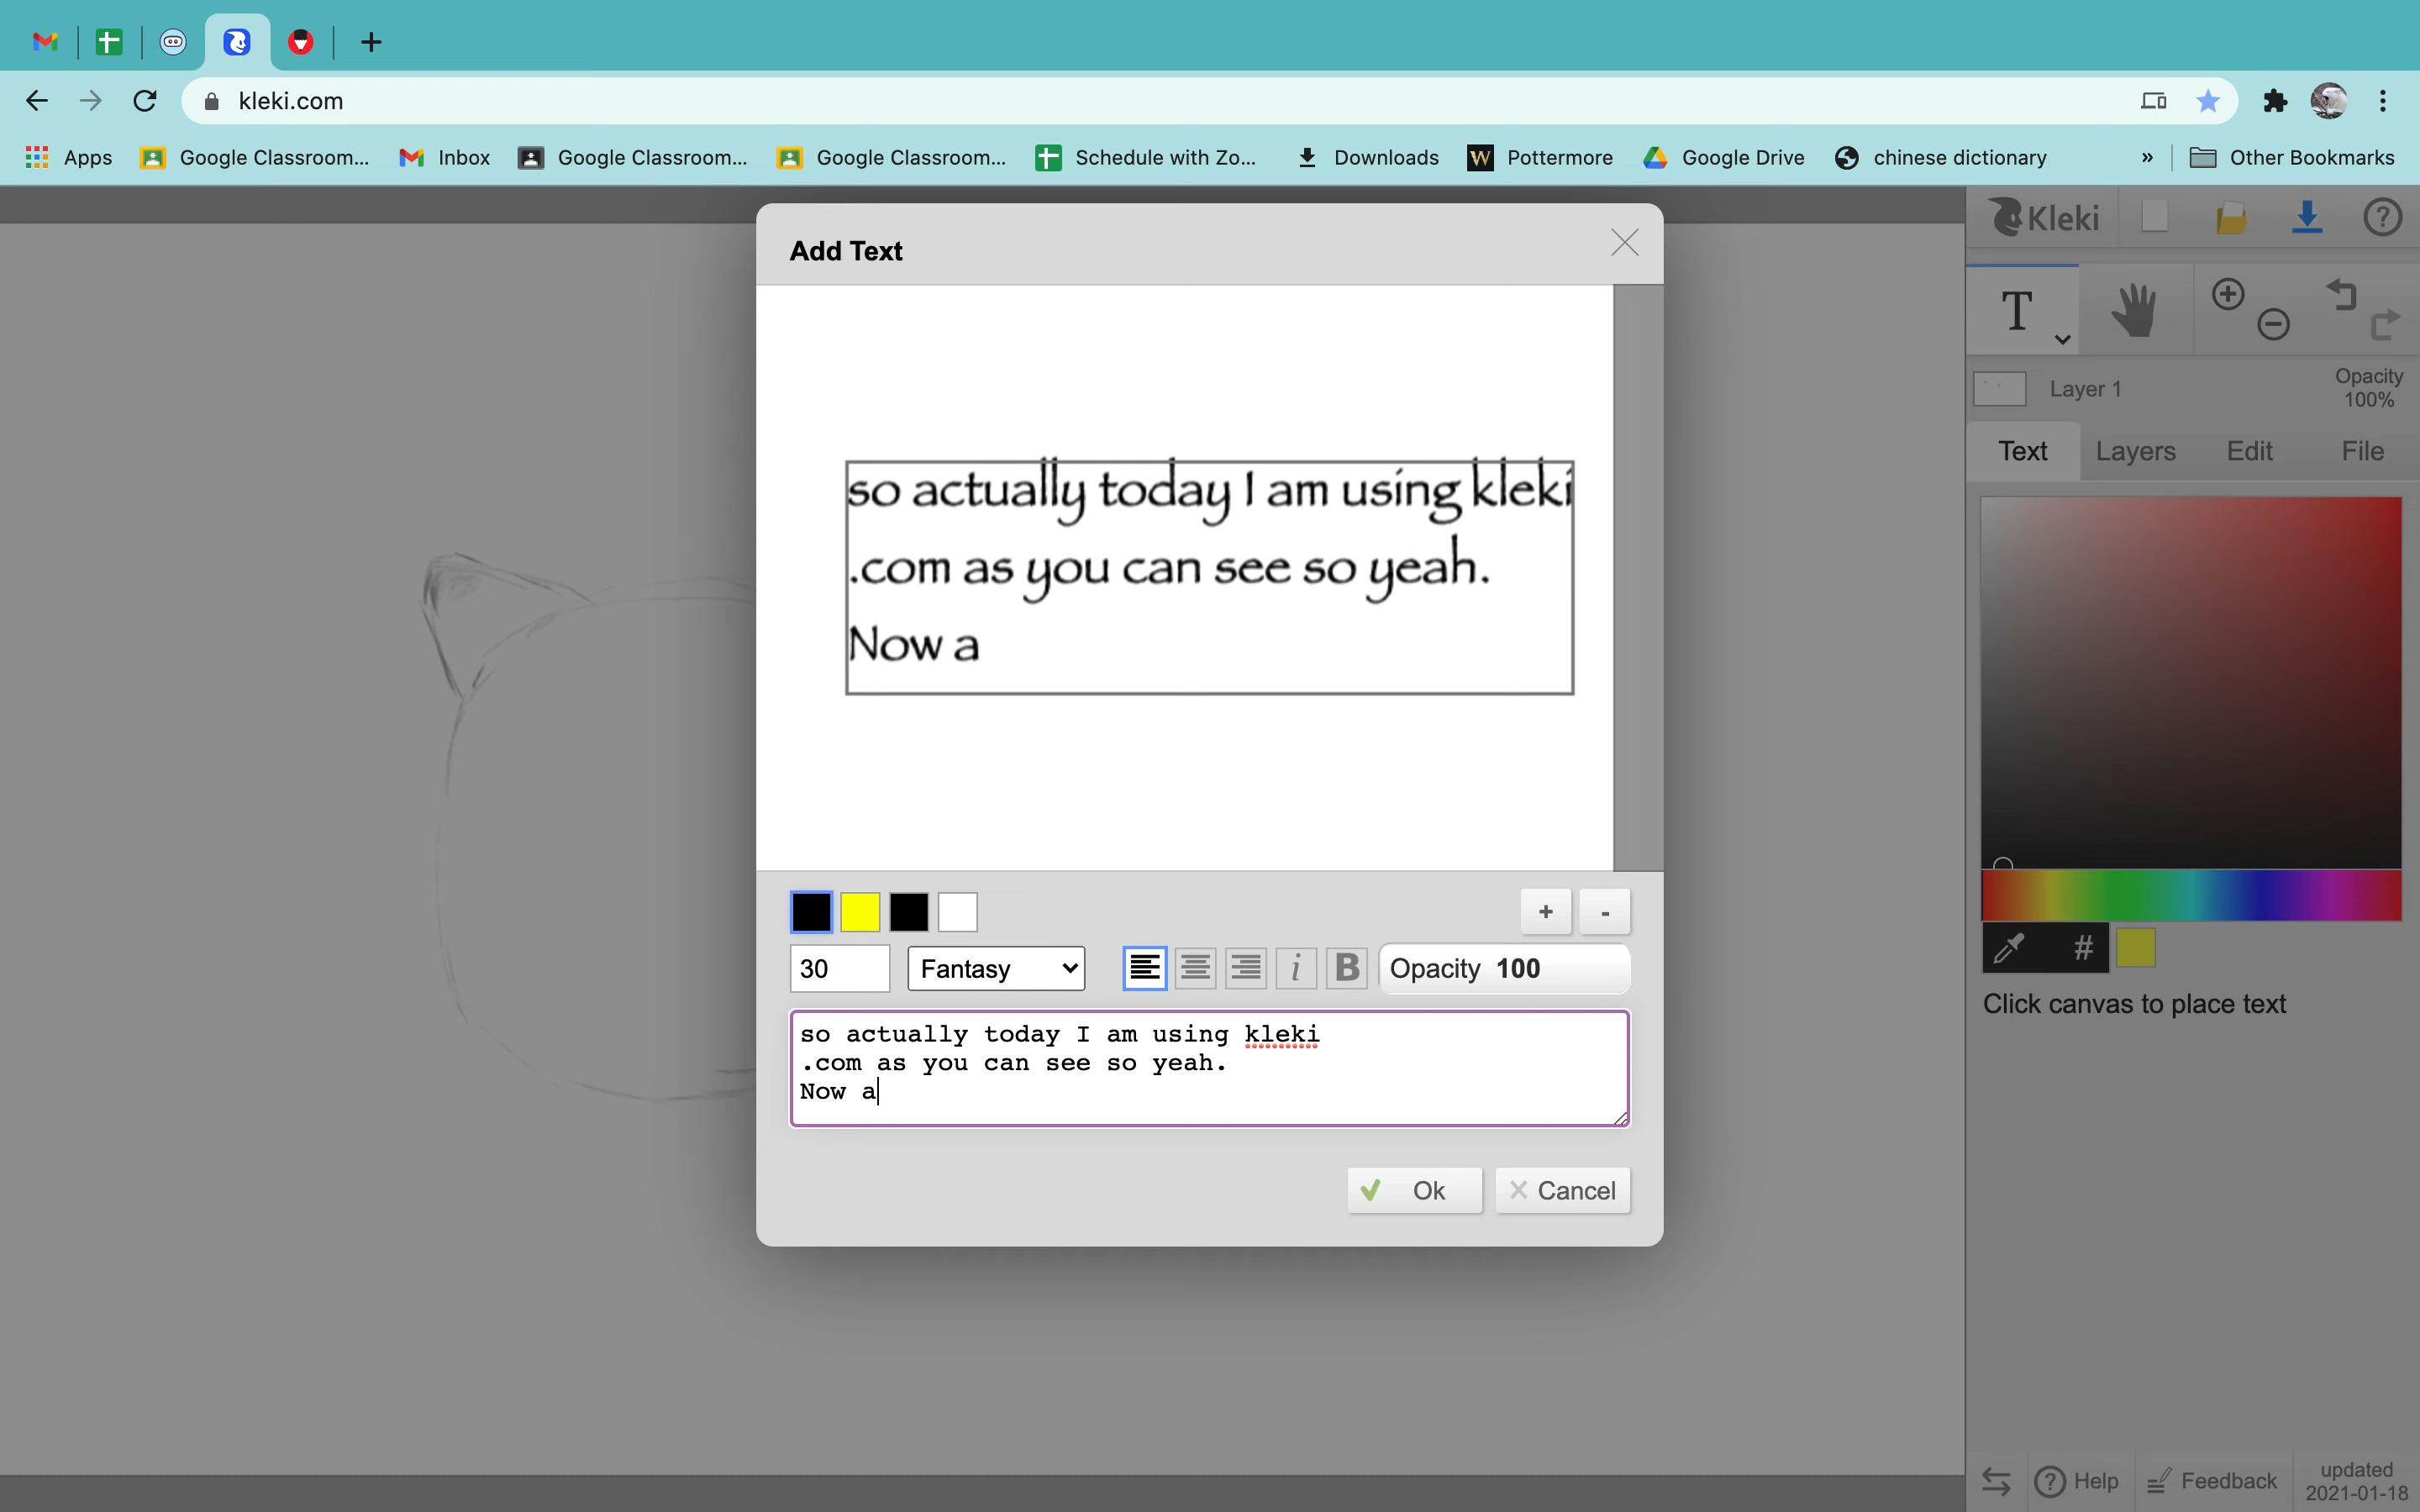 kleki.com
Apps
Google Classroom...
Inbox
Google Classroom...
Google Classroom...
Schedule with Zo...
Downloads
W
Pottermore
Google Drive
chinese dictionary
»
Other Bookmarks
Add Text
Kleki
?
T
Layer 1
Opacity
100%
Text
Layers
Edit
File
so actually today I am using kleki
.com as you can see so yeah.
Now a
+
-
30
Fantasy
i
B
Opacity 100
#
Click canvas to place text
so actually today I am using kleki
.com as you can see so yeah.
Now a
Ok
Cancel
? Help
Feedback
updated
2021-01-18